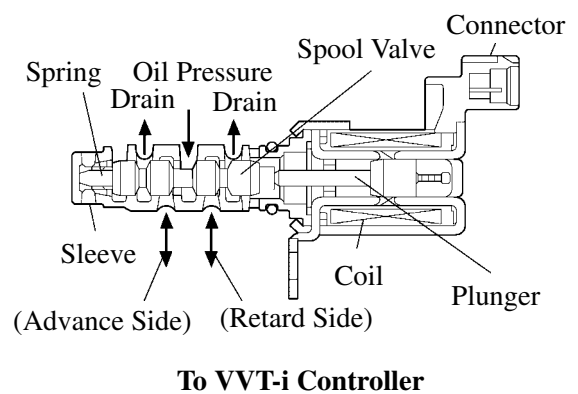 Connector
Spool Valve
Spring
Oil Pressure
Drain
Drain
Sleeve
Coil
Plunger
(Advance Side)
(Retard Side)
To VVT-i Controller